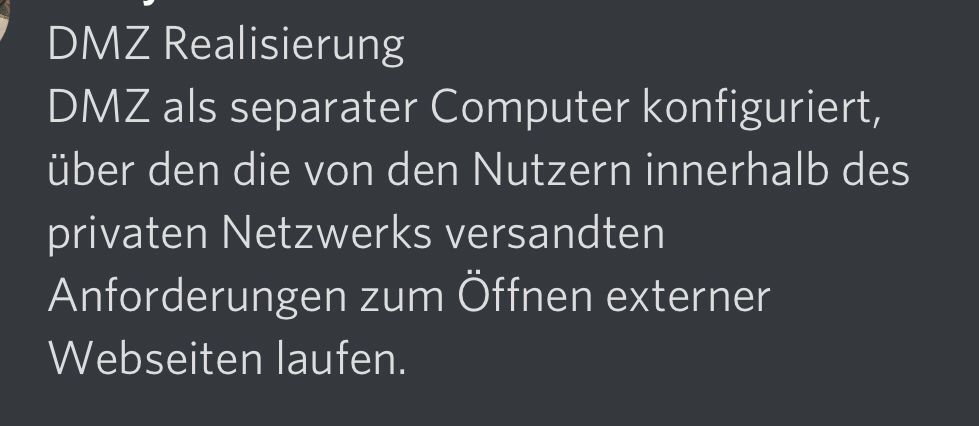 DMZ Realisierung
DMZ als separater Computer konfiguriert,
über den die von den Nutzern innerhalb des
privaten Netzwerks versandten
Anforderungen zum Öffnen externer
Webseiten laufen.